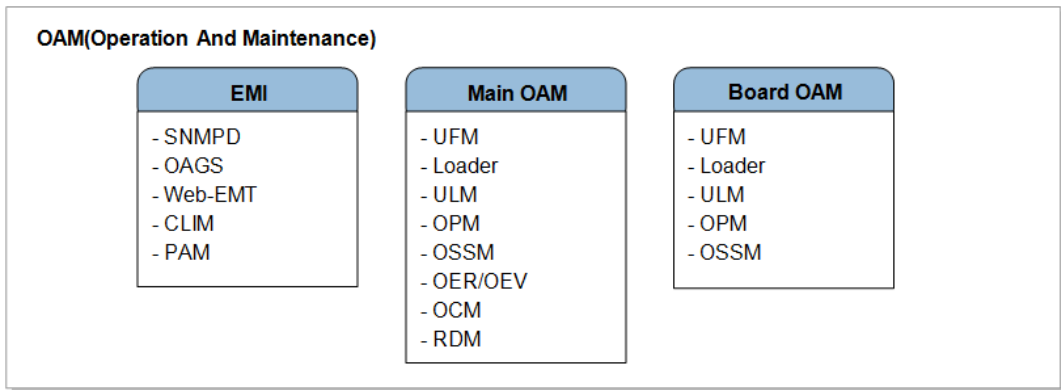 OAM(Operation And Maintenance)
EMI
- SNMPD
- OAGS
- Web-EMT
- CLIM
- PAM
Main OAM
- UFM
- Loader
- ULM
- OPM
- OSSM
- OER/OEV
- OCM
- RDM
Board OAM
- UFM
- Loader
- ULM
- OPM
- OSSM